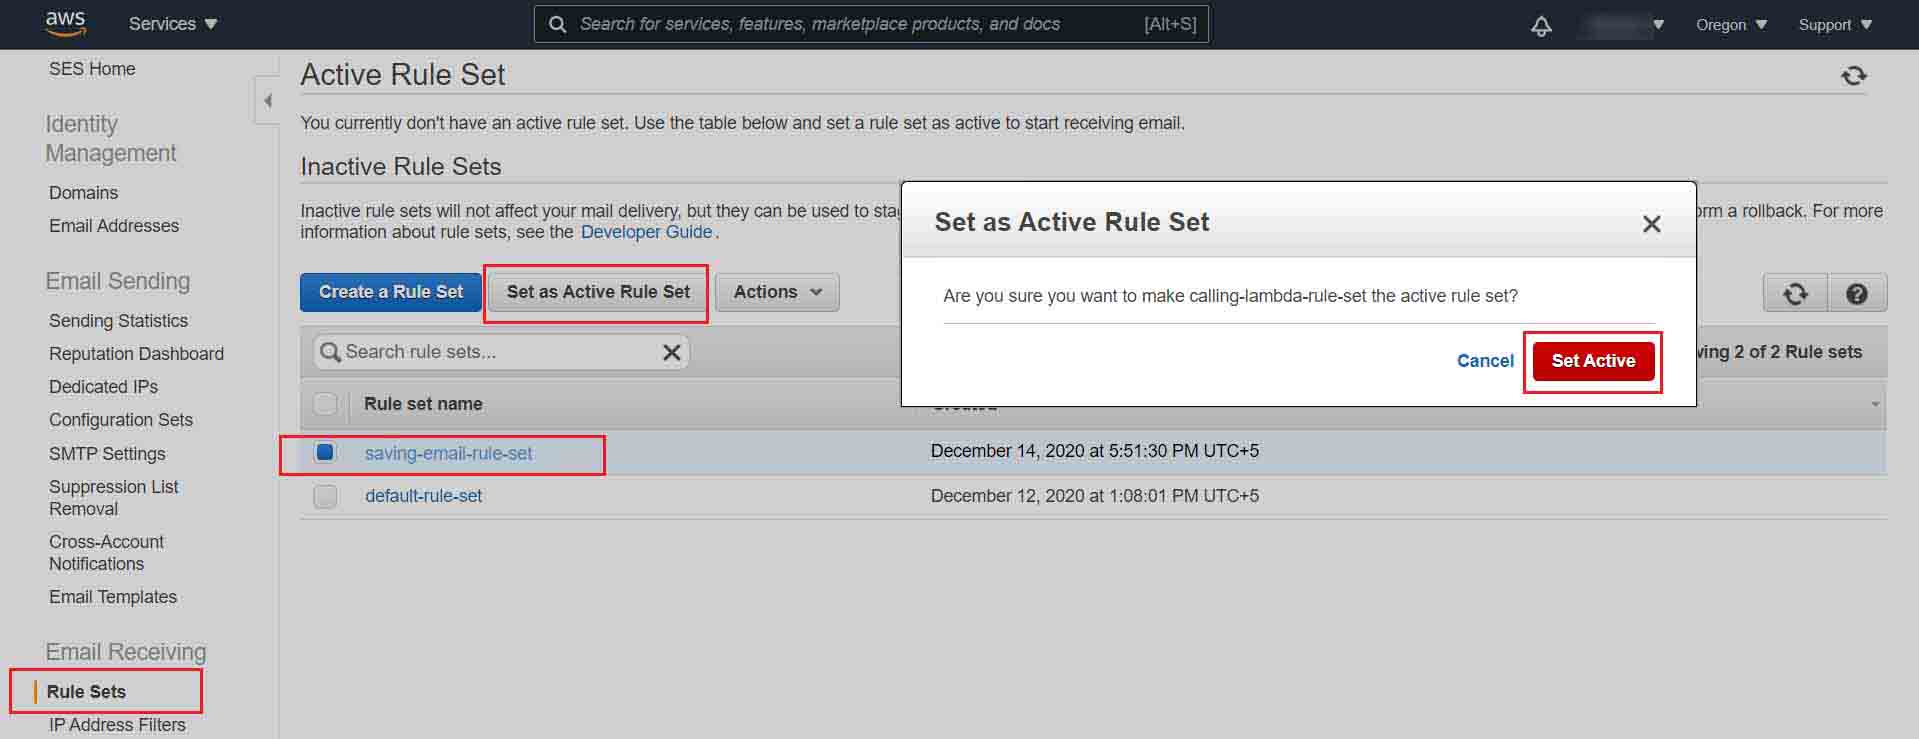 aws
Services
Search for services, features, marketplace products, and docs
[Alt+S]
Oregon
Support
SES Home
Identity
Management
Domains
Email Addresses
Email Sending
Sending Statistics
Reputation Dashboard
Dedicated IPs
Configuration Sets
SMTP Settings
Suppression List
Removal
Cross-Account
Notifications
Email Templates
Email Receiving
Rule Sets
IP Address Filters
Active Rule Set
You currently don't have an active rule set. Use the table below and set a rule set as active to start receiving email.
Inactive Rule Sets
Inactive rule sets will not affect your mail delivery, but they can be used to
a rollback. For more
information about rule sets, see the Developer Guide.
Create a Rule Set
Set as Active Rule Set
Actions
Search rule sets...
2 of 2 Rule sets
Rule set name
saving-email-rule-set
December 14, 2020 at 5:51:30 PM UTC+5
default-rule-set
December 12, 2020 at 1:08:01 PM UTC+5
Set as Active Rule Set
Are you sure you want to make calling-lambda-rule-set the active rule set?
Cancel
Set Active